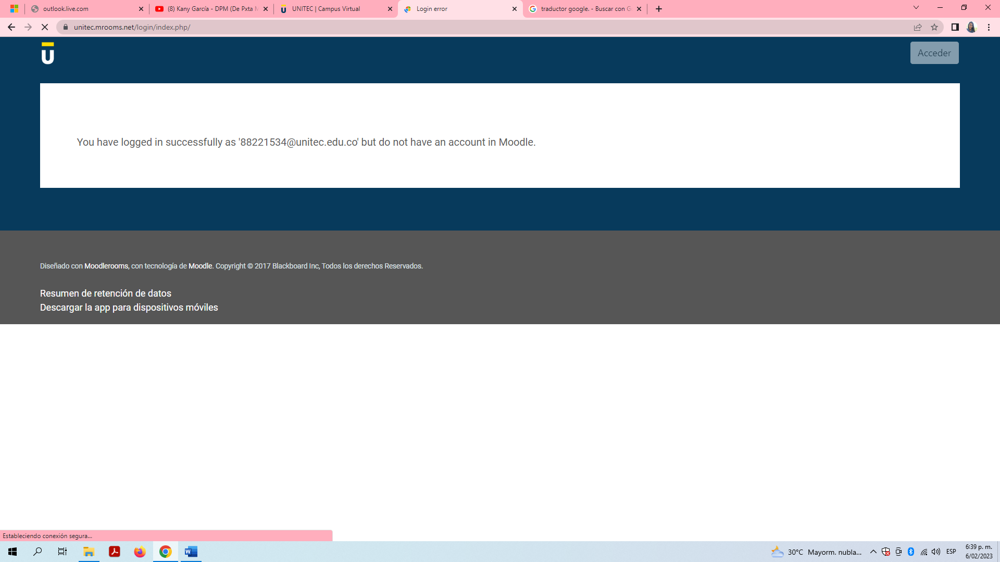 outlook.live.com
(8) Kany García - DPM (De Pxta M
UNITEC | Campus Virtual
Login error
traductor google. - Buscar con G
unitec.mrooms.net/login/index.php/
U
Acceder
You have logged in successfully as '88221534@unitec.edu.co' but do not have an account in Moodle.
Diseñado con Moodlerooms, con tecnología de Moodle. Copyright © 2017 Blackboard Inc, Todos los derechos Reservados.
Resumen de retención de datos
Descargar la app para dispositivos móviles
Estableciendo conexión segura...
30°C Mayorm. nubla...
ESP
6:39 p. m.
6/02/2023